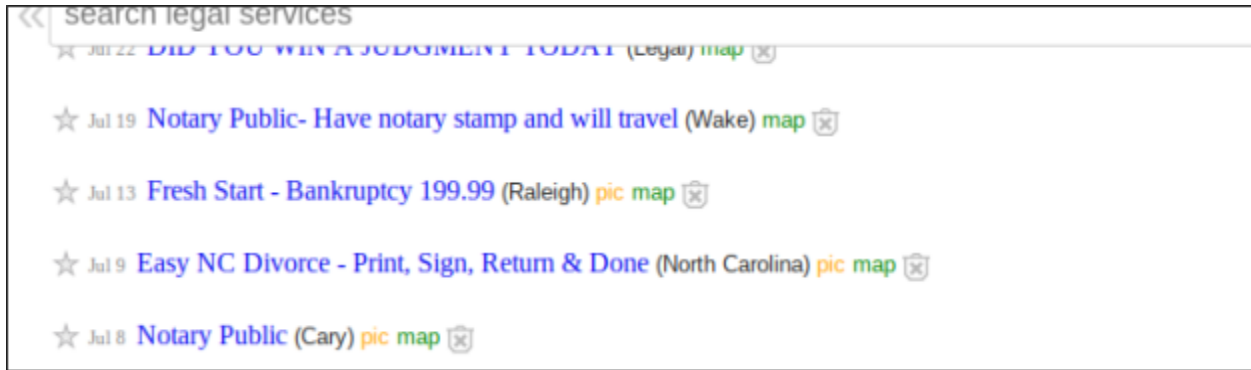 search legal services
Jul 22 DID YOU WIN A JUDGMENT TODAY (Legal) map
Jul 19 Notary Public- Have notary stamp and will travel (Wake) map
Jul 13 Fresh Start - Bankruptcy 199.99 (Raleigh) pic map
Jul 9 Easy NC Divorce - Print, Sign, Return & Done (North Carolina) pic map
Jul 8 Notary Public (Cary) pic map